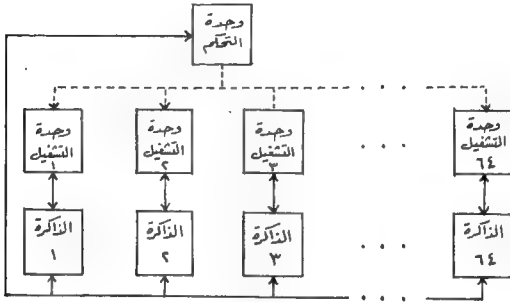 وحدة
التحكم
وحدة
التشغيل
١
وحدة
التشغيل
٢
وحدة
التشغيل
٣
وحدة
التشغيل
٦٤
الذاكرة
١
الذاكرة
٢
الذاكرة
٣
الذاكرة
٦٤